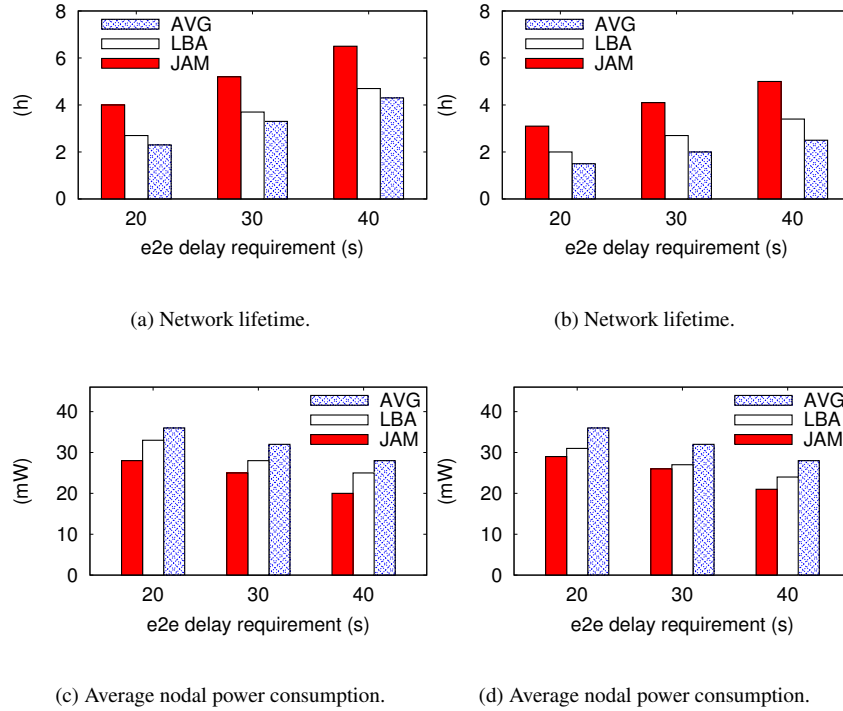 8
6
4
2
0
(h)
AVG
LBA
JAM
20 30 40
e2e delay requirement (s)
(a) Network lifetime.
8
6
4
2
0
(h)
AVG
LBA
JAM
20 30 40
e2e delay requirement (s)
(b) Network lifetime.
40
30
20
10
0
(mW)
AVG
LBA
JAM
20 30 40
e2e delay requirement (s)
(c) Average nodal power consumption.
40
30
20
10
0
(mW)
AVG
LBA
JAM
20 30 40
e2e delay requirement (s)
(d) Average nodal power consumption.